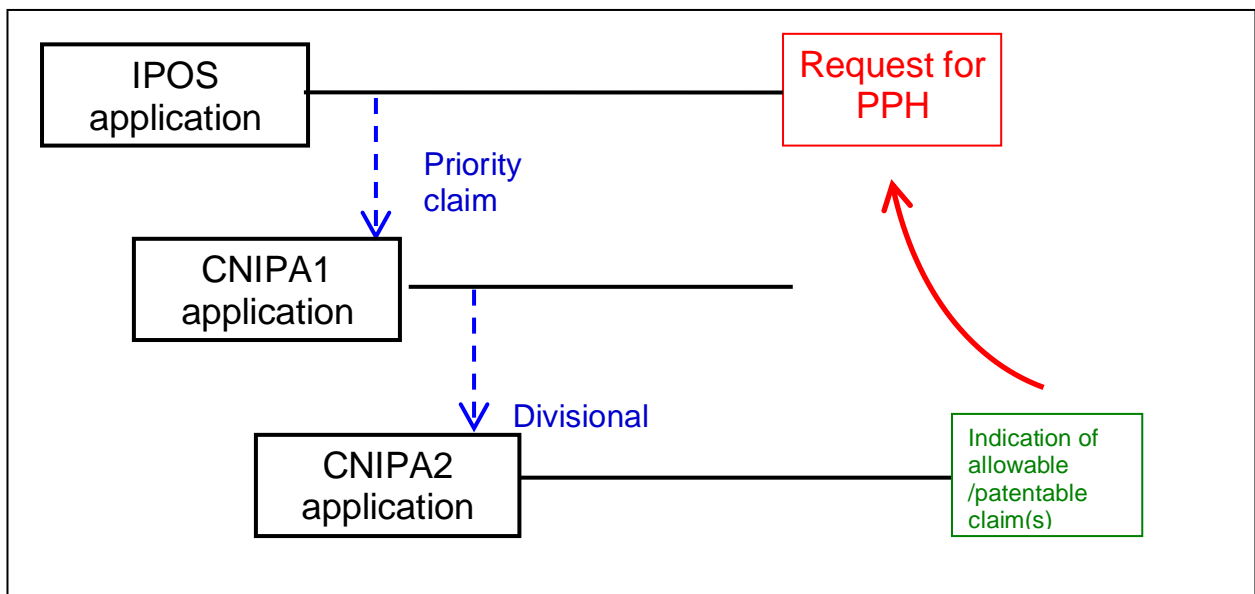 IPOS
application
Request for
PPH
Priority
claim
CNIPA1
application
Divisional
CNIPA2
application
Indication of
allowable
/patentable
claim(s)